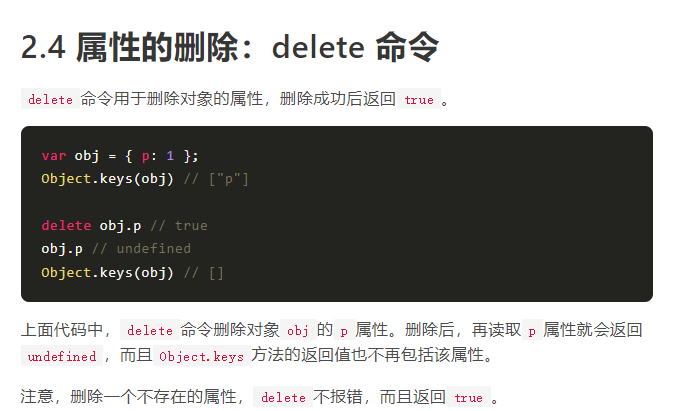 2.4 属性的删除：delete 命令
delete 命令用于删除对象的属性，删除成功后返回 true 。
var obj = { p: 1 };
Object.keys(obj) // ["p"]
delete obj.p // true
obj.p // undefined
Object.keys(obj) // []
上面代码中， delete 命令删除对象 obj 的 p 属性。删除后，再读取 p 属性就会返回
undefined ，而且 Object.keys 方法的返回值也不再包括该属性。
注意，删除一个不存在的属性， delete 不报错，而且返回 true 。